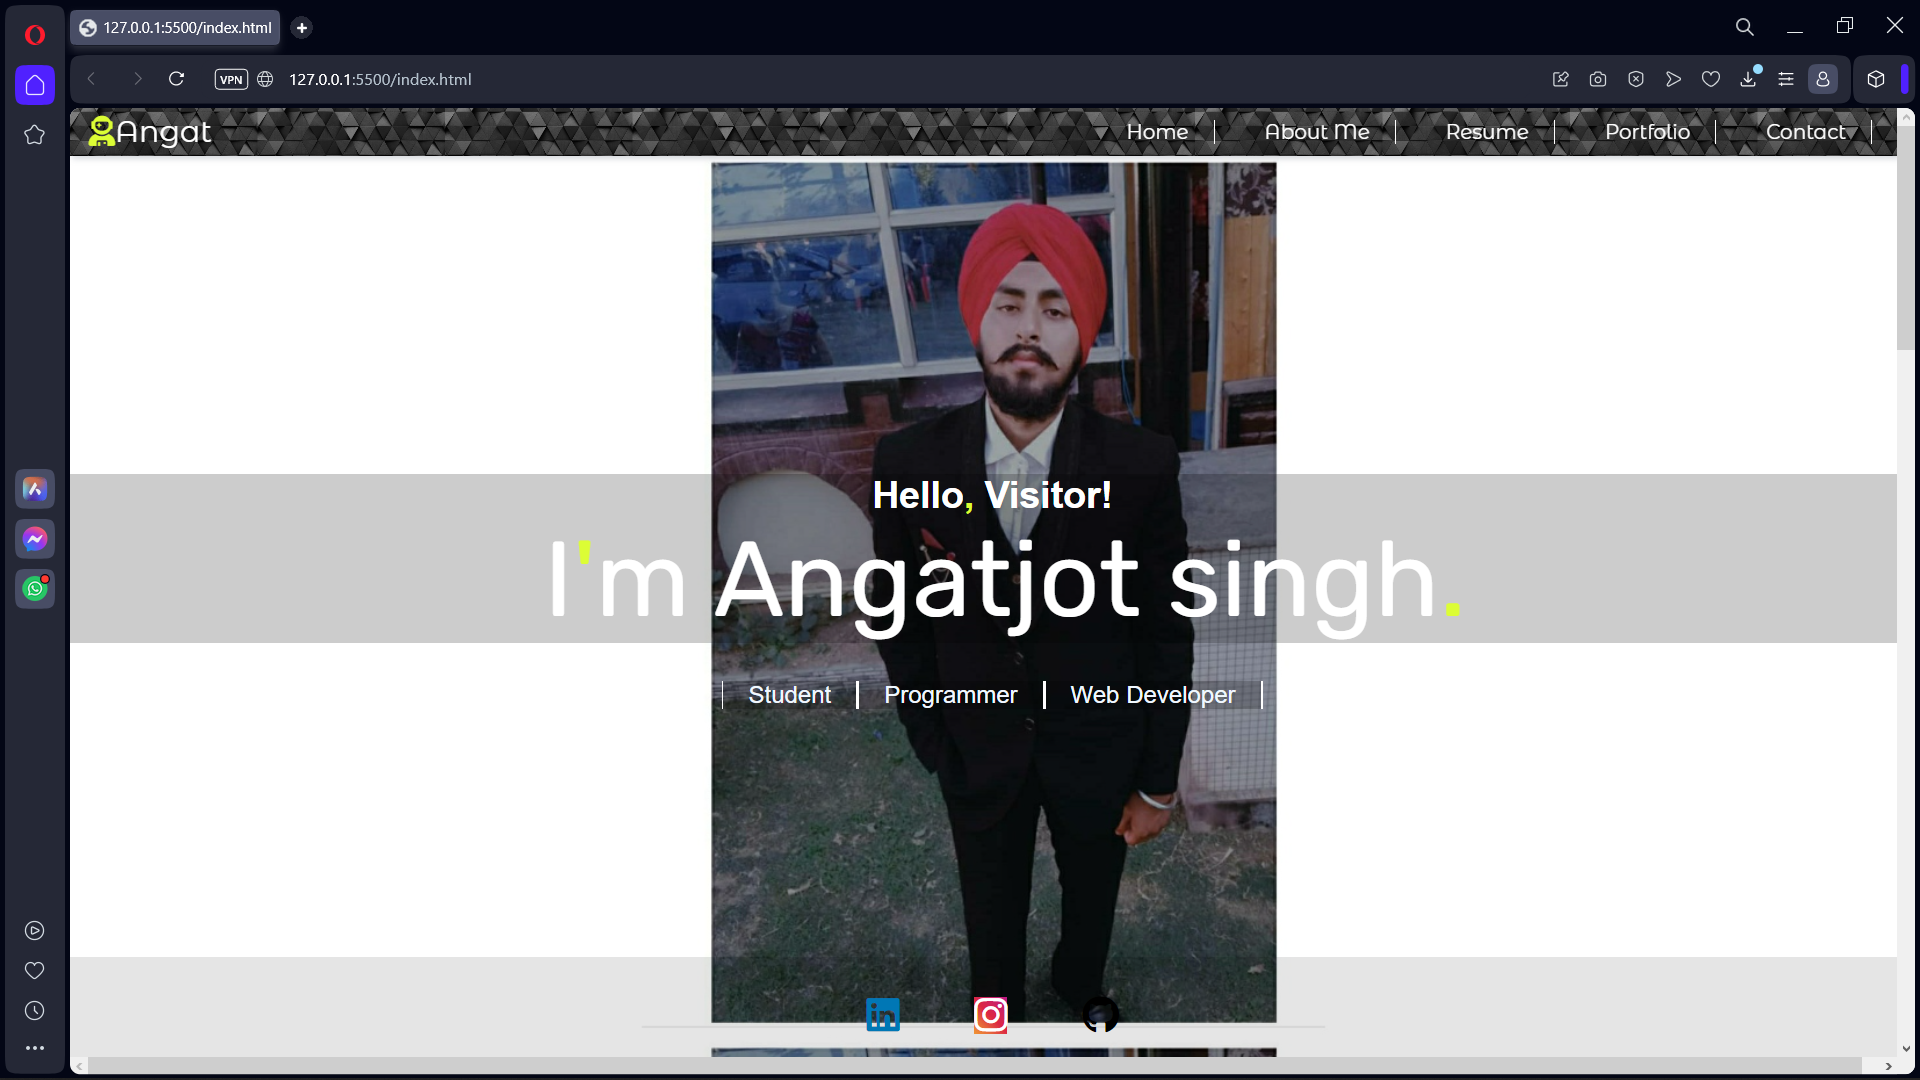 127.0.0.1:5500/index.html
VPN
127.0.0.1:5500/index.html
Angat
Home
About Me
Resume
Portfolio
Contact
Hello, Visitor!
I'm Angatjot singh.
Student
Programmer
Web Developer
in